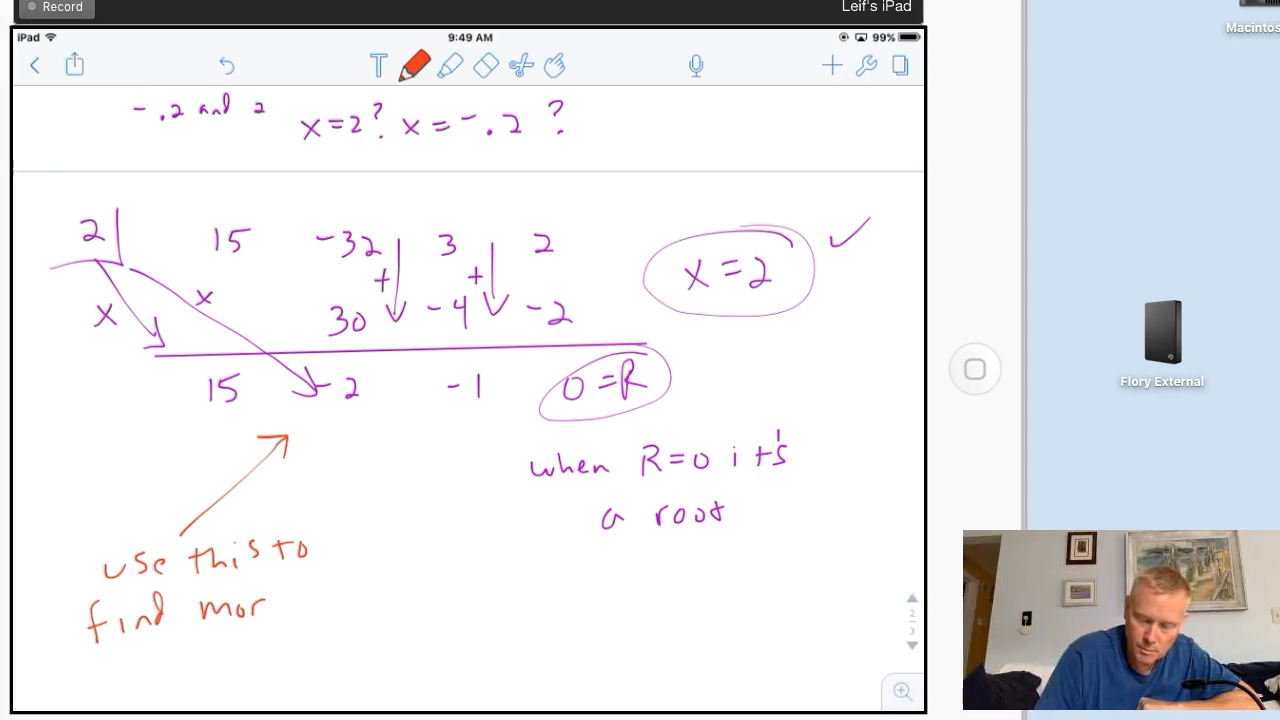 Record
Leif's iPad
Macintos
iPad
9:49 AM
99%
T
- .2 and 2
x = 2 ? x = - . 2 ?
2 15 -32 3 2
+ +
x x 30 -4 -2
x = 2 ✓
15 -2 -1 0 = R
when R = 0 it's
a root
use this to
find mor
2
3
Flory External